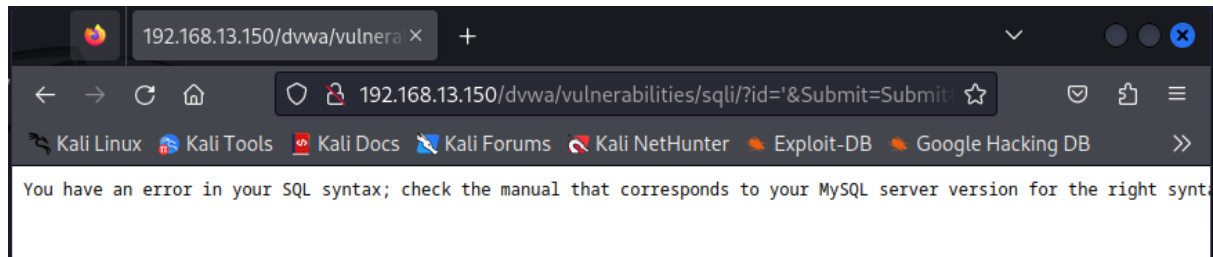 192.168.13.150/dvwa/vulnera
192.168.13.150/dvwa/vulnerabilities/sqli/?id='&Submit=Submit
Kali Linux Kali Tools Kali Docs Kali Forums Kali NetHunter Exploit-DB Google Hacking DB
You have an error in your SQL syntax; check the manual that corresponds to your MySQL server version for the right synta